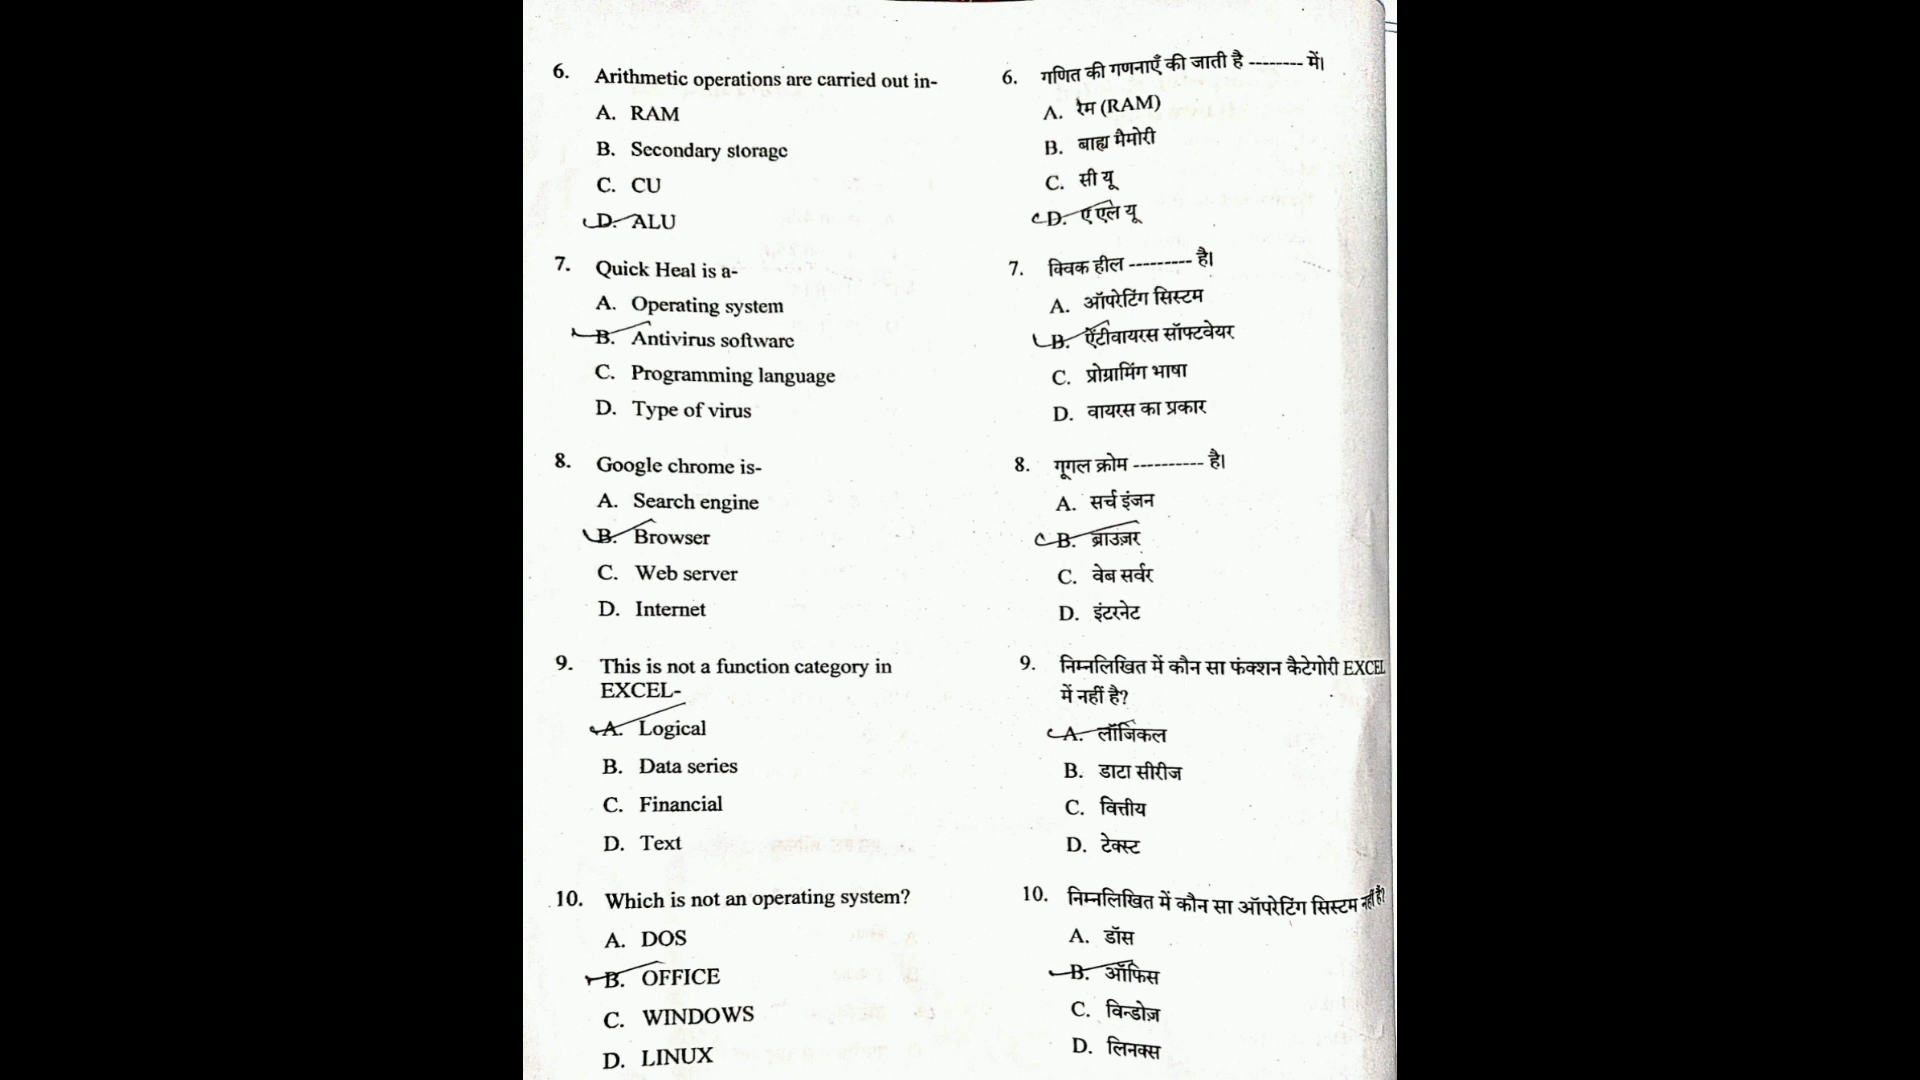 6. Arithmetic operations are carried out in-
A. RAM
B. Secondary storage
C. CU
D. ALU
7. Quick Heal is a-
A. Operating system
B. Antivirus software
C. Programming language
D. Type of virus
8. Google chrome is-
A. Search engine
B. Browser
C. Web server
D. Internet
9. This is not a function category in
EXCEL-
A. Logical
B. Data series
C. Financial
D. Text
10. Which is not an operating system?
A. DOS
B. OFFICE
C. WINDOWS
D. LINUX
6. गणित की गणनाएँ की जाती है -------- में।
A. रैम (RAM)
B. बाह्य मैमोरी
C. सी यू
D. ए एल यू
7. क्विक हील --------- है।
A. ऑपरेटिंग सिस्टम
B. ऐंटीवायरस सॉफ्टवेयर
C. प्रोग्रामिंग भाषा
D. वायरस का प्रकार
8. गूगल क्रोम ---------- है।
A. सर्च इंजन
B. ब्राउज़र
C. वेब सर्वर
D. इंटरनेट
9. निम्नलिखित में कौन सा फंक्शन कैटेगोरी EXCEL
में नहीं है?
A. लॉजिकल
B. डाटा सीरीज
C. वित्तीय
D. टेक्स्ट
10. निम्नलिखित में कौन सा ऑपरेटिंग सिस्टम नहीं है?
A. डॉस
B. ऑफिस
C. विन्डोज़
D. लिनक्स